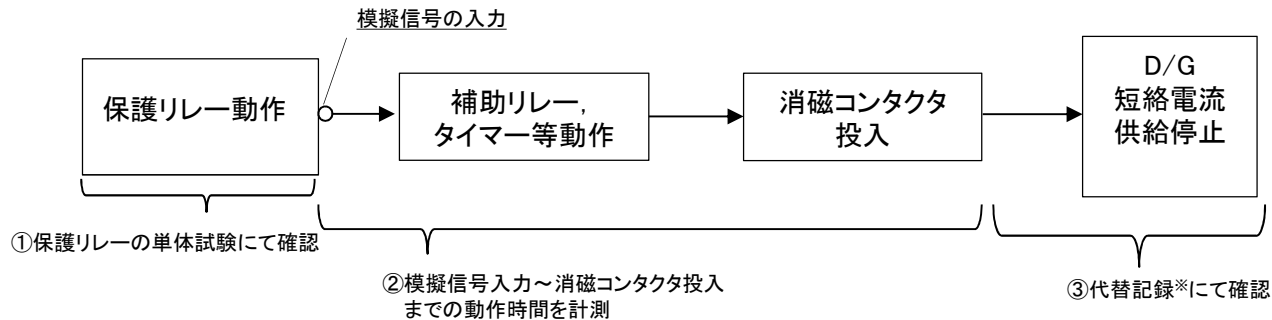 模擬信号の入力
保護リレー動作
補助リレー,
タイマー等動作
消磁コンタクタ
投入
D/G
短絡電流
供給停止
①保護リレーの単体試験にて確認
②模擬信号入力～消磁コンタクタ投入
までの動作時間を計測
③代替記録※にて確認